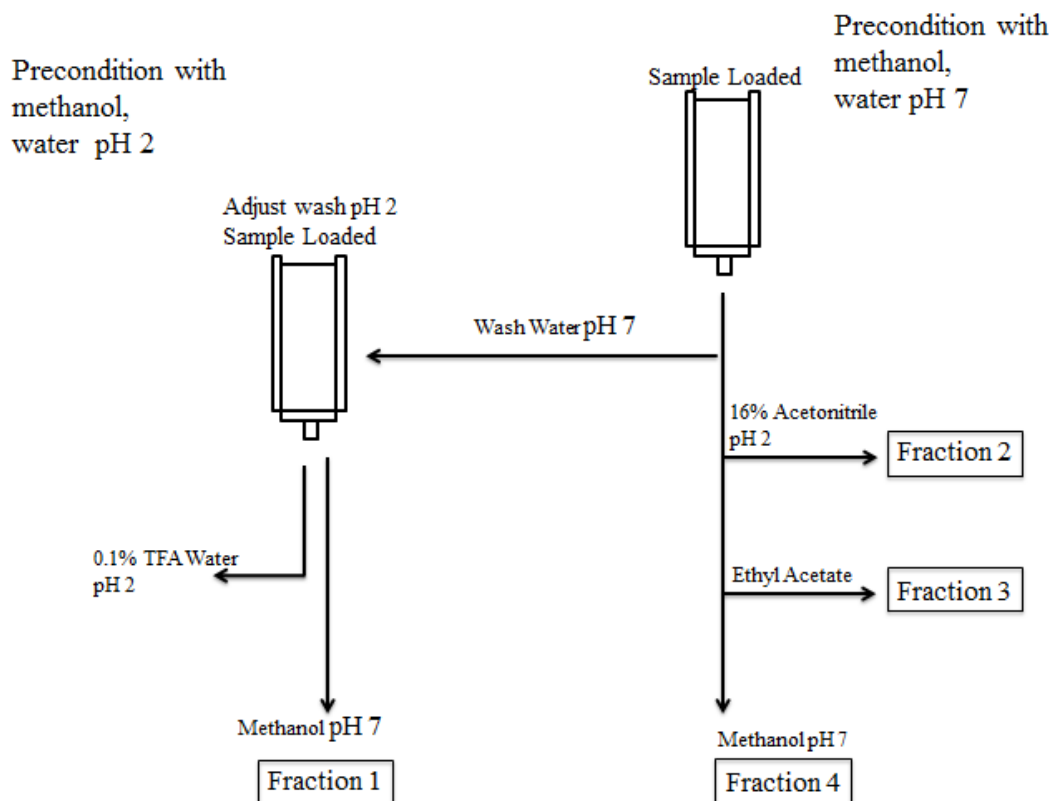 Precondition with
methanol,
water pH 2
Sample Loaded
Precondition with
methanol,
water pH 7
Adjust wash pH 2
Sample Loaded
Wash Water pH 7
16% Acetonitrile
pH 2
Fraction 2
0.1% TFA Water
pH 2
Ethyl Acetate
Fraction 3
Methanol pH 7
Fraction 1
Methanol pH 7
Fraction 4